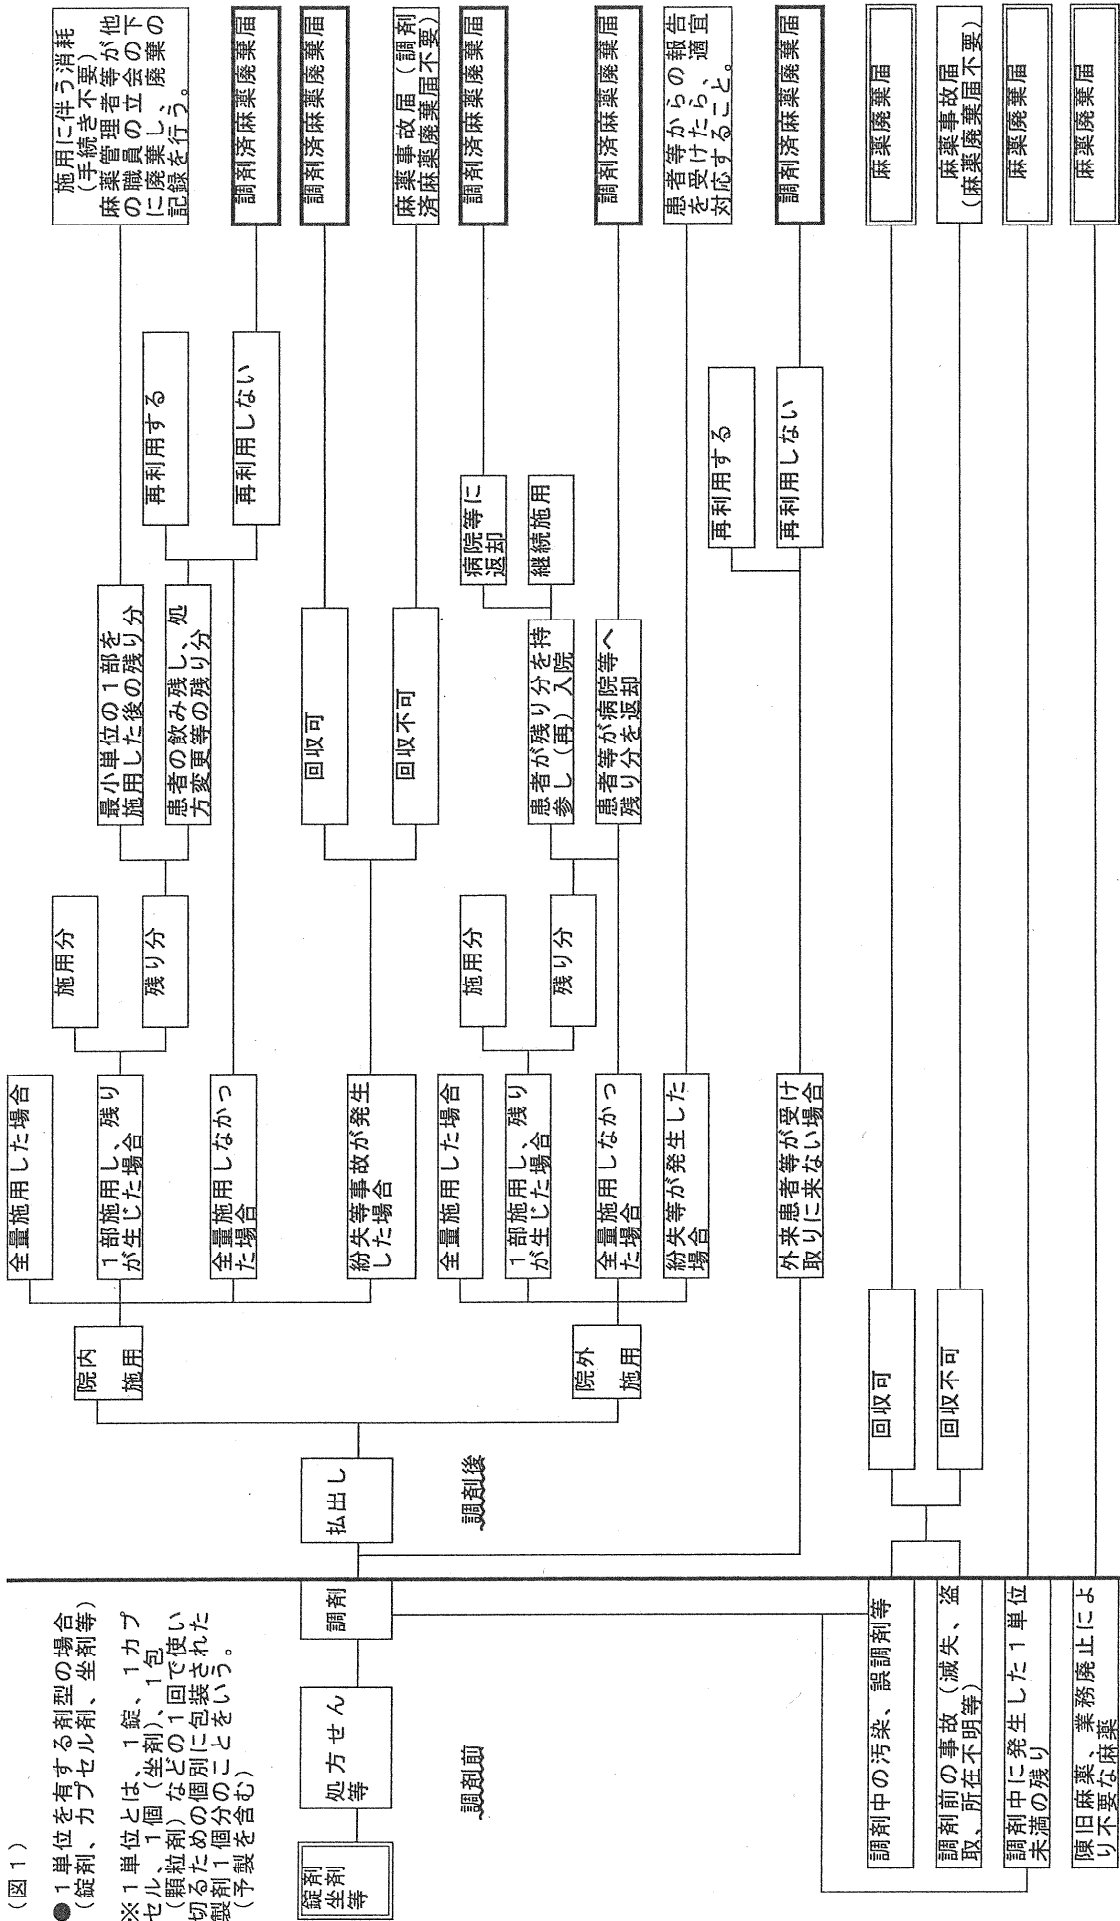 （図１）
●１単位を有する剤型の場合
（錠剤、カプセル剤、坐剤等）
※１単位とは、１錠、１カプ
セル、１個（坐剤）、１包
（顆粒剤）などの１回で使い
切るための個別に包装された
製剤１個分のことをいう。
（予製を含む）
錠剤
坐剤
等
処方せん
等
調剤
調剤前
払出し
調剤後
院内
施用
院外
施用
全量施用した場合
１部施用し、残り
が生じた場合
全量施用しなかっ
た場合
紛失等事故が発生
した場合
施用分
残り分
最小単位の１部を
施用した後の残り分
患者の飲み残し、処
方変更等の残り分
再利用する
再利用しない
回収可
回収不可
施用に伴う消耗
（手続き不要）
麻薬管理者等が他
の職員の立会の下
に廃棄し、廃棄の
記録を行う。
調剤済麻薬廃棄届
調剤済麻薬廃棄届
麻薬事故届（調剤
済麻薬廃棄届不要）
全量施用した場合
１部施用し、残り
が生じた場合
全量施用しなかっ
た場合
紛失等が発生した
場合
施用分
残り分
患者が残り分を持
参し（再）入院
患者等が病院等へ
残り分を返却
病院等に
返却
継続施用
調剤済麻薬廃棄届
調剤済麻薬廃棄届
患者等からの報告
を受けたら、適宜
対応すること。
外来患者等が受け
取りに来ない場合
再利用する
再利用しない
調剤済麻薬廃棄届
調剤中の汚染、誤調剤等
調剤前の事故（滅失、盗
取、所在不明等）
調剤中に発生した１単位
未満の残り
陳旧麻薬、業務廃止によ
り不要な麻薬
回収可
回収不可
麻薬廃棄届
麻薬事故届
（麻薬廃棄届不要）
麻薬廃棄届
麻薬廃棄届